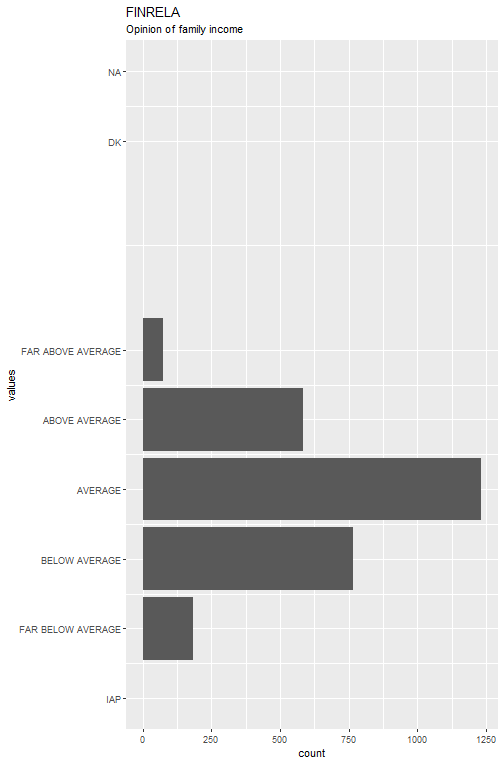 FINRELA
Opinion of family income
NA
DK
FAR ABOVE AVERAGE
ABOVE AVERAGE
AVERAGE
BELOW AVERAGE
FAR BELOW AVERAGE
IAP
values
0 250 500 750 1000 1250
count